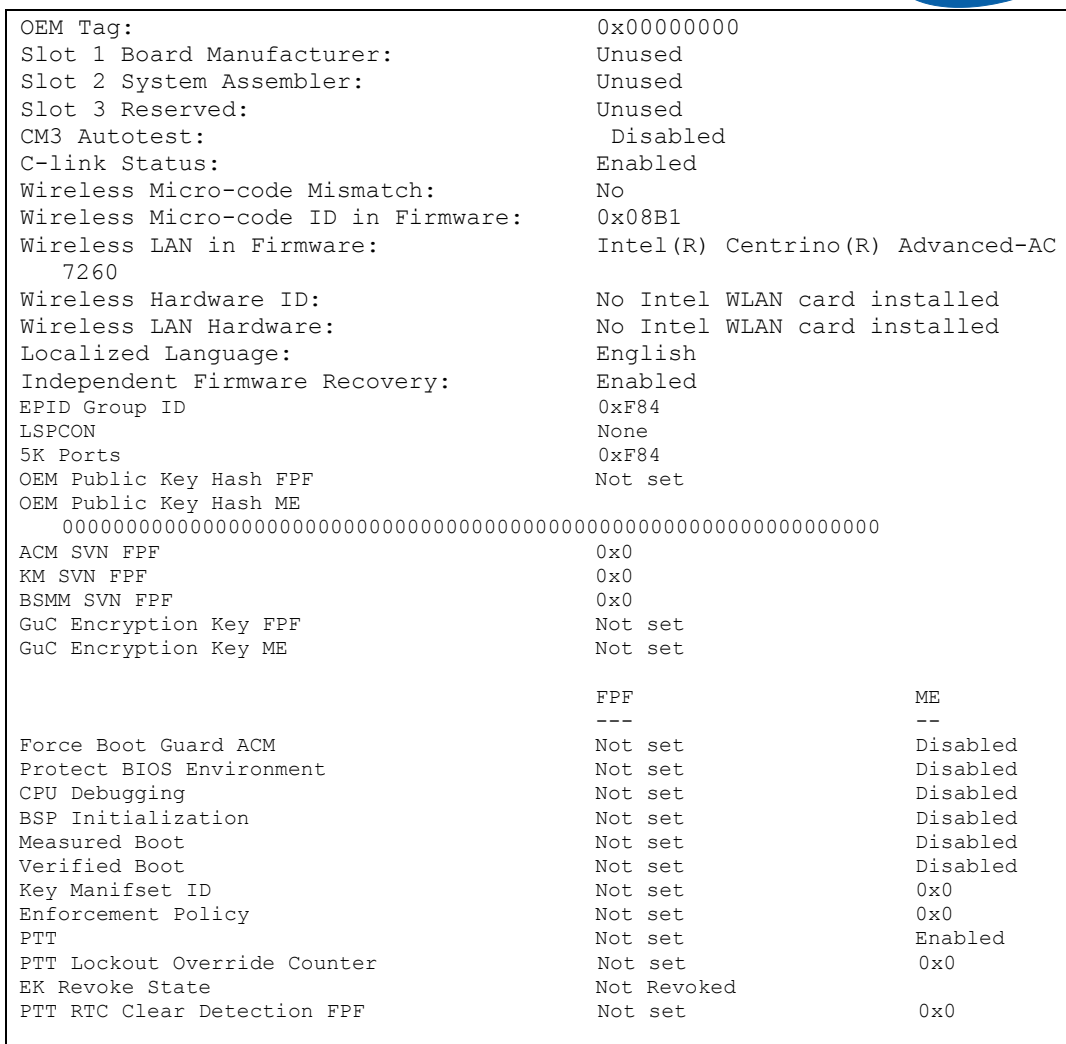 OEM Tag: 0x00000000
Slot 1 Board Manufacturer: Unused
Slot 2 System Assembler: Unused
Slot 3 Reserved: Unused
CM3 Autotest: Disabled
C-link Status: Enabled
Wireless Micro-code Mismatch: No
Wireless Micro-code ID in Firmware: 0x08B1
Wireless LAN in Firmware: Intel(R) Centrino(R) Advanced-AC
7260
Wireless Hardware ID: No Intel WLAN card installed
Wireless LAN Hardware: No Intel WLAN card installed
Localized Language: English
Independent Firmware Recovery: Enabled
EPID Group ID 0xF84
LSPCON None
5K Ports 0xF84
OEM Public Key Hash FPF Not set
OEM Public Key Hash ME
0000000000000000000000000000000000000000000000000000000000000000
ACM SVN FPF 0x0
KM SVN FPF 0x0
BSMM SVN FPF 0x0
GuC Encryption Key FPF Not set
GuC Encryption Key ME Not set
FPF ME
--- --
Force Boot Guard ACM Not set Disabled
Protect BIOS Environment Not set Disabled
CPU Debugging Not set Disabled
BSP Initialization Not set Disabled
Measured Boot Not set Disabled
Verified Boot Not set Disabled
Key Manifset ID Not set 0x0
Enforcement Policy Not set 0x0
PTT Not set Enabled
PTT Lockout Override Counter Not set 0x0
EK Revoke State Not Revoked
PTT RTC Clear Detection FPF Not set 0x0